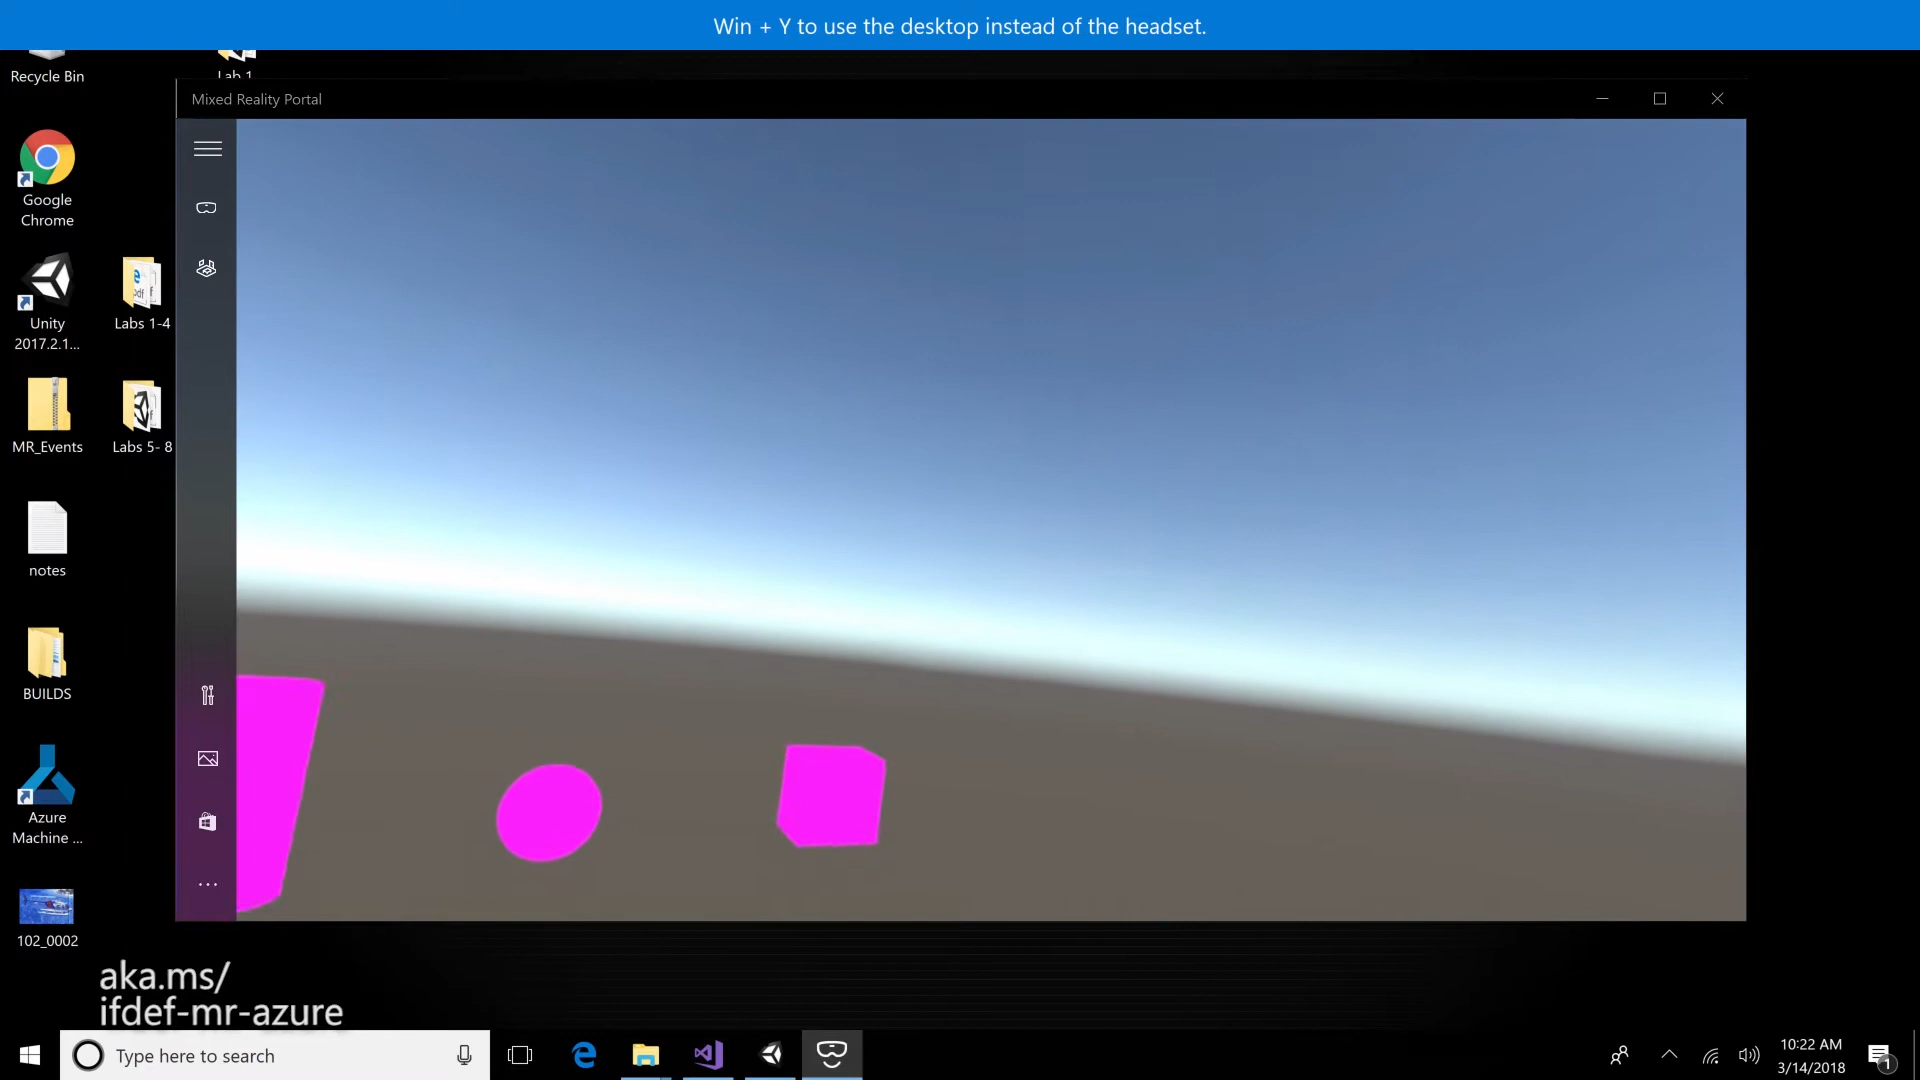 Win + Y to use the desktop instead of the headset.
Recycle Bin
Lab 1
Mixed Reality Portal
Google
Chrome
Unity
2017.2.1...
Labs 1-4
MR_Events
Labs 5- 8
notes
BUILDS
Azure
Machine ...
102_0002
aka.ms/
ifdef-mr-azure
Type here to search
10:22 AM
3/14/2018
1